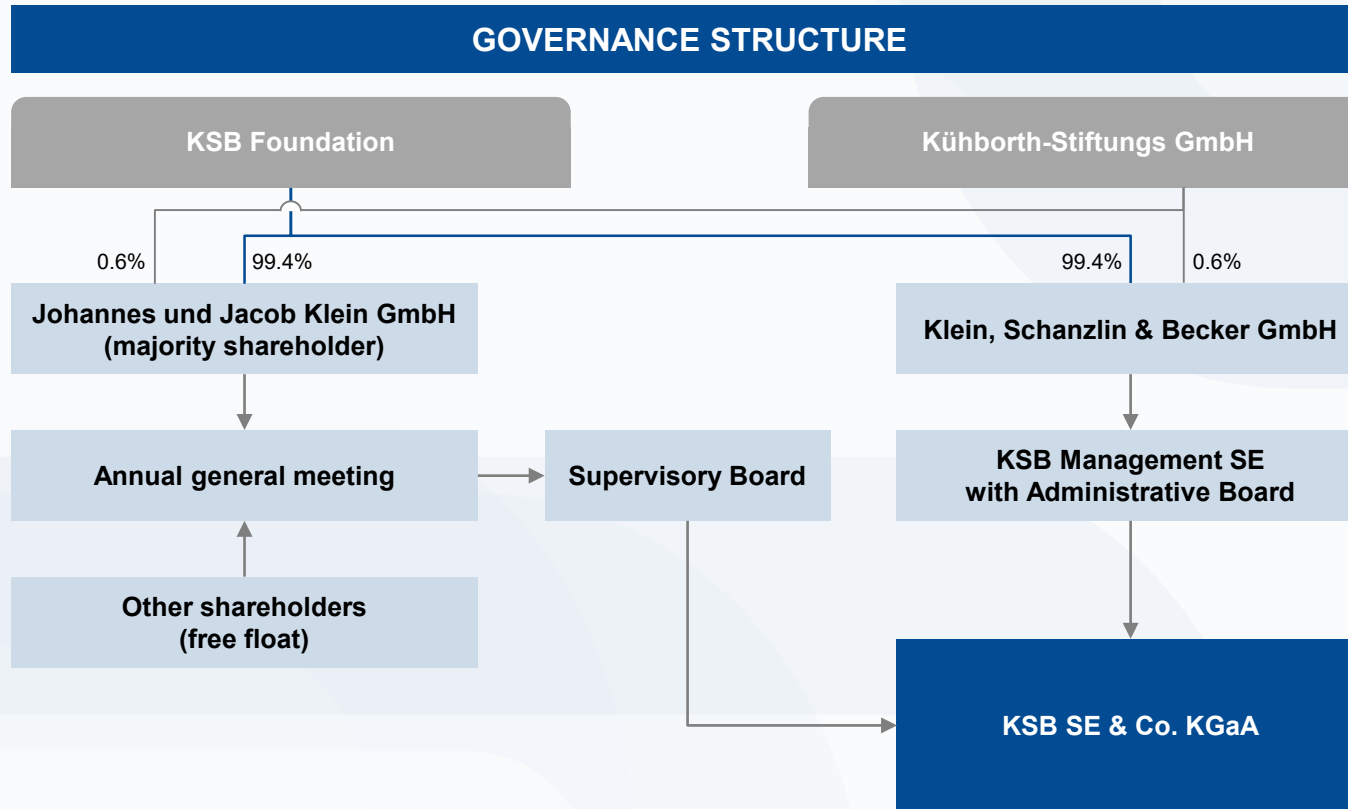 GOVERNANCE STRUCTURE
KSB Foundation
Kühborth-Stiftungs GmbH
0.6%
99.4%
99.4%
0.6%
Johannes und Jacob Klein GmbH
(majority shareholder)
Klein, Schanzlin & Becker GmbH
Annual general meeting
Supervisory Board
KSB Management SE
with Administrative Board
Other shareholders
(free float)
KSB SE & Co. KGaA